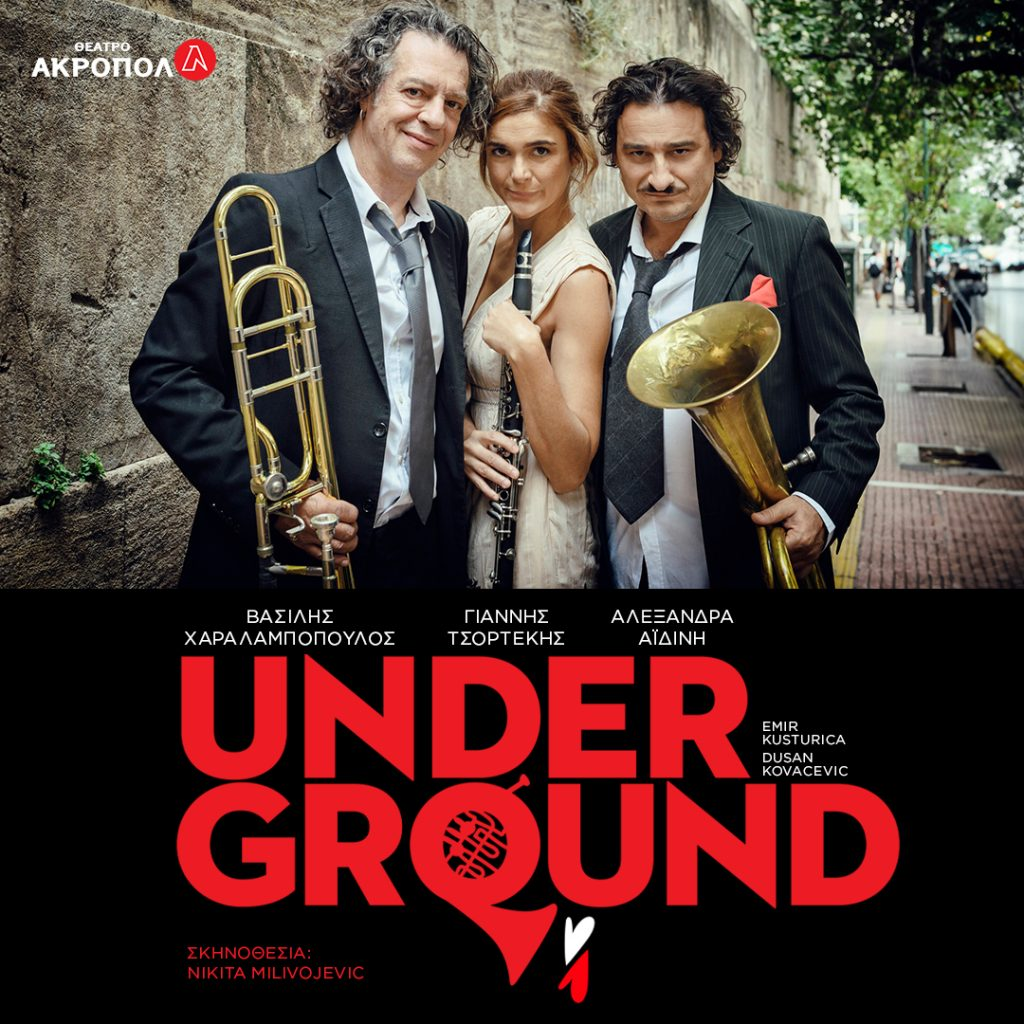 ΘΕΑΤΡΟ
ΑΚΡΟΠΟΛ
ΒΑΣΙΛΗΣ
ΧΑΡΑΛΑΜΠΟΠΟΥΛΟΣ
ΓΙΑΝΝΗΣ
ΤΣΟΡΤΕΚΗΣ
ΑΛΕΞΑΝΔΡΑ
ΑΪΔΙΝΗ
UNDER
GROUND
EMIR
KUSTURICA
DUSAN
KOVACEVIC
ΣΚΗΝΟΘΕΣΙΑ:
NIKITA MILIVOJEVIC